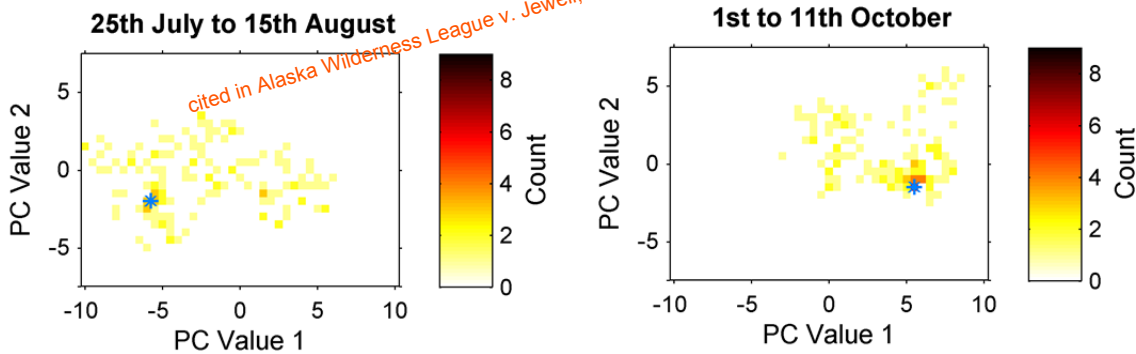 25th July to 15th August
cited in Alaska Wilderness League v. Jewell,
5
0
-5
PC Value 2
-10
-5
0
5
10
PC Value 1
8
6
4
2
0
Count
1st to 11th October
5
0
-5
PC Value 2
-10
-5
0
5
10
PC Value 1
8
6
4
2
0
Count